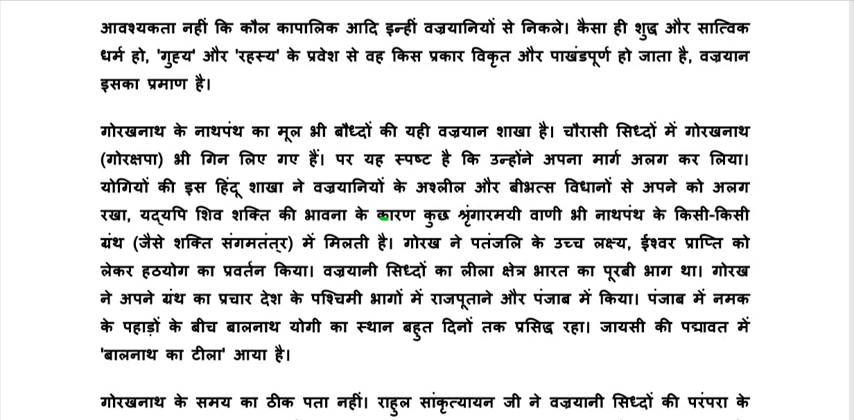 आवश्यकता नहीं कि कौल कापालिक आदि इन्हीं वज्रयानियों से निकले। कैसा ही शुद्ध और सात्विक
धर्म हो, 'गुह्य' और 'रहस्य' के प्रवेश से वह किस प्रकार विकृत और पाखंडपूर्ण हो जाता है, वज्रयान
इसका प्रमाण है।
गोरखनाथ के नाथपंथ का मूल भी बौध्दों की यही वज्रयान शाखा है। चौरासी सिध्दों में गोरखनाथ
(गोरक्षपा) भी गिन लिए गए हैं। पर यह स्पष्ट है कि उन्होंने अपना मार्ग अलग कर लिया।
योगियों की इस हिंदू शाखा ने वज्रयानियों के अश्लील और बीभत्स विधानों से अपने को अलग
रखा, यद्यपि शिव शक्ति की भावना के कारण कुछ श्रृंगारमयी वाणी भी नाथपंथ के किसी-किसी
ग्रंथ (जैसे शक्ति संगमतंत्र) में मिलती है। गोरख ने पतंजलि के उच्च लक्ष्य, ईश्वर प्राप्ति को
लेकर हठयोग का प्रवर्तन किया। वज्रयानी सिध्दों का लीला क्षेत्र भारत का पूरबी भाग था। गोरख
ने अपने ग्रंथ का प्रचार देश के पश्चिमी भागों में राजपूताने और पंजाब में किया। पंजाब में नमक
के पहाड़ों के बीच बालनाथ योगी का स्थान बहुत दिनों तक प्रसिद्ध रहा। जायसी की पद्मावत में
'बालनाथ का टीला' आया है।
गोरखनाथ के समय का ठीक पता नहीं। राहुल सांकृत्यायन जी ने वज्रयानी सिध्दों की परंपरा के